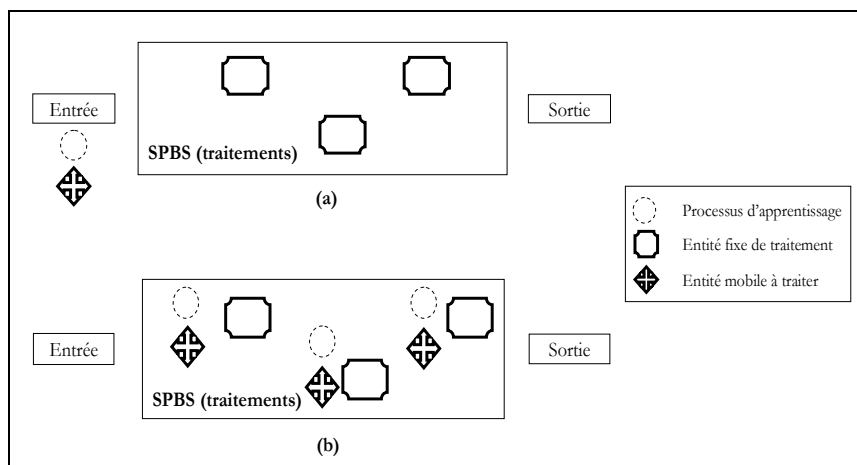 Entrée
Sortie
SPBS (traitements)
(a)
Processus d'apprentissage
Entité fixe de traitement
Entité mobile à traiter
Entrée
Sortie
SPBS (traitements)
(b)